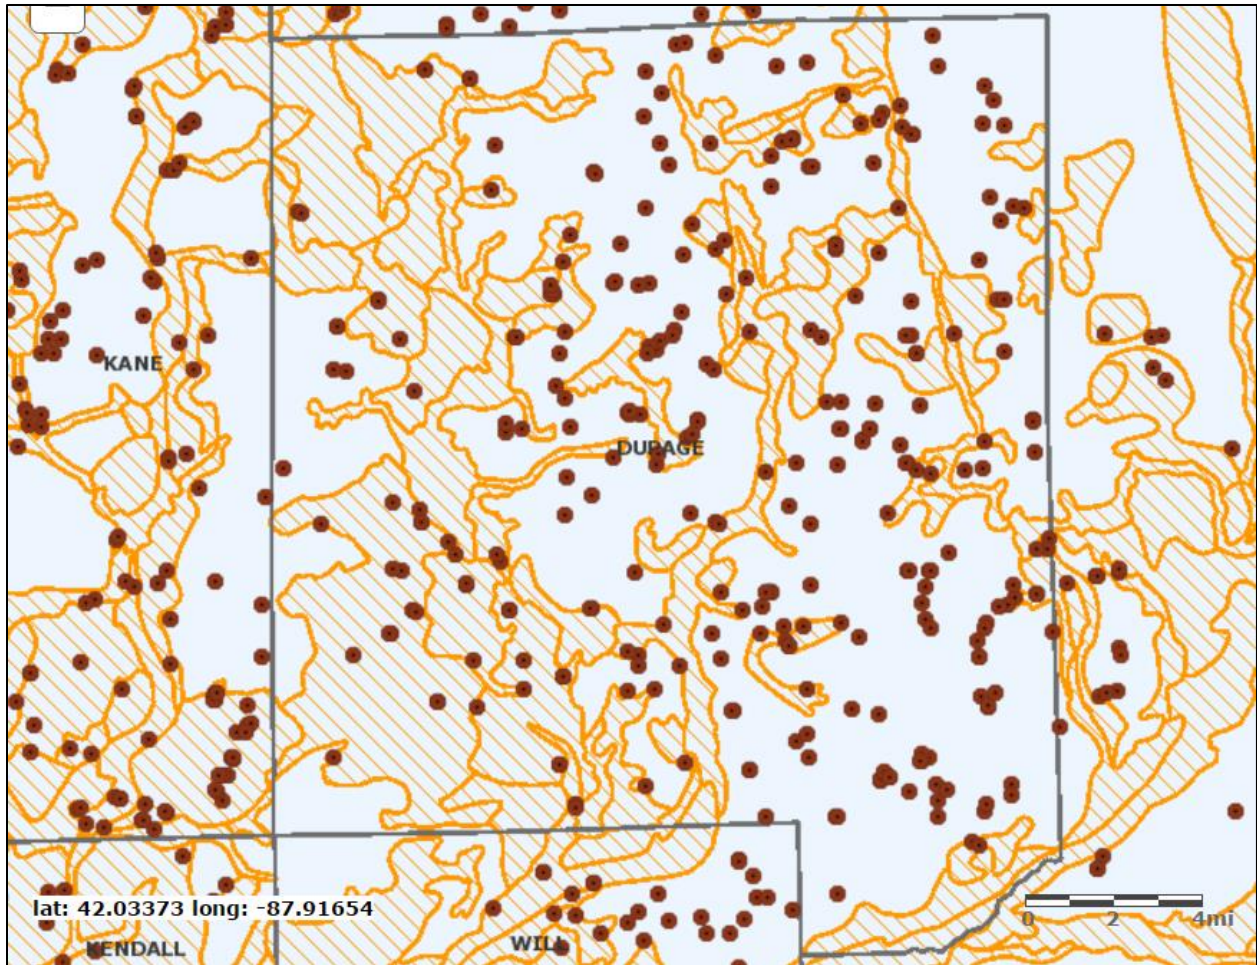 KANE
DUPAGE
lat: 42.03373 long: -87.91654
0 2 4mi
KENDALL
WILL